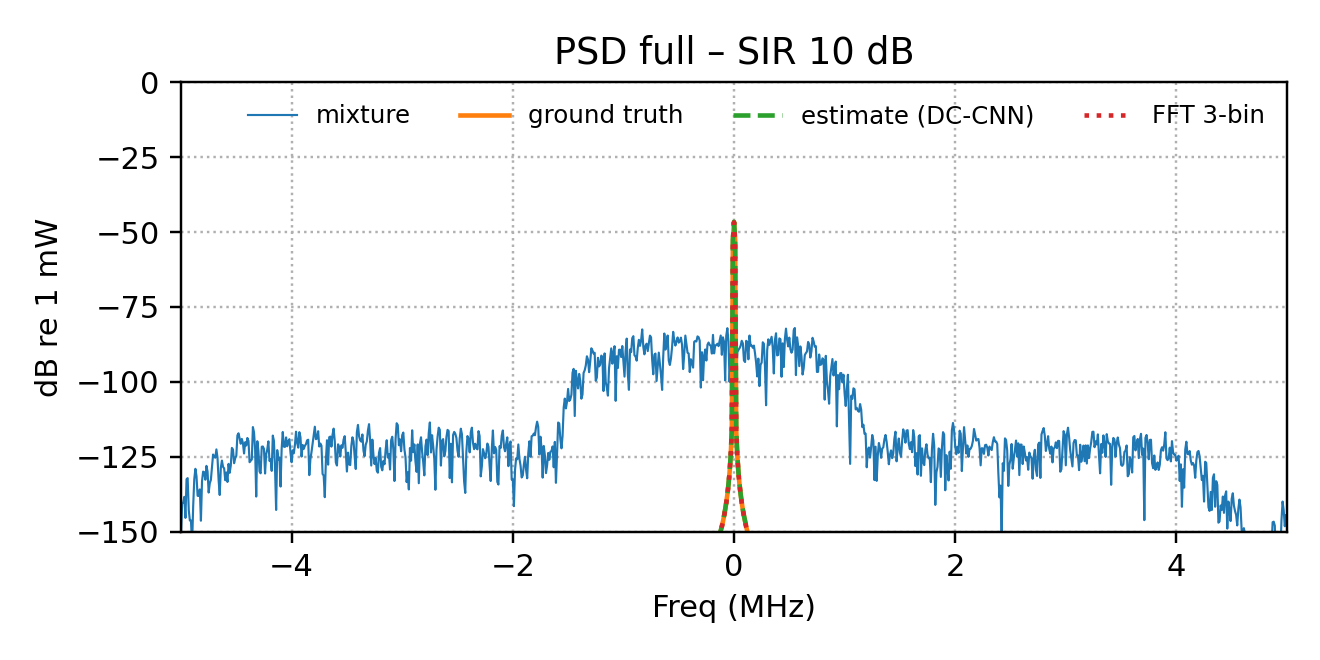 PSD full – SIR 10 dB
mixture ground truth estimate (DC-CNN) FFT 3-bin
dB re 1 mW
0
−25
−50
−75
−100
−125
−150
−4 −2 0 2 4
Freq (MHz)